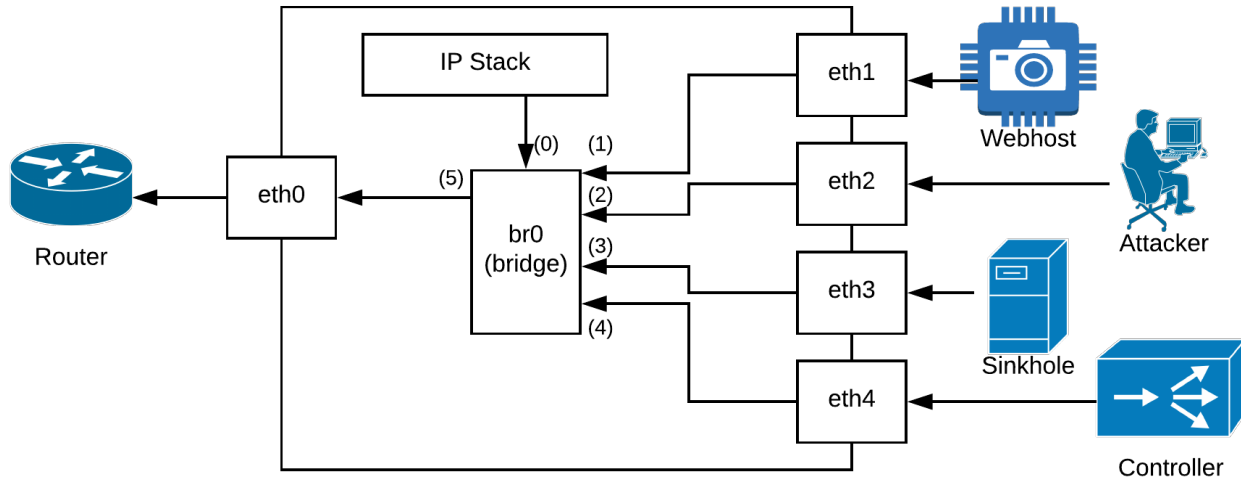 IP Stack
eth1
Webhost
(0)
(1)
eth0
(5)
br0
(bridge)
(2)
eth2
Attacker
Router
(3)
eth3
(4)
Sinkhole
eth4
Controller